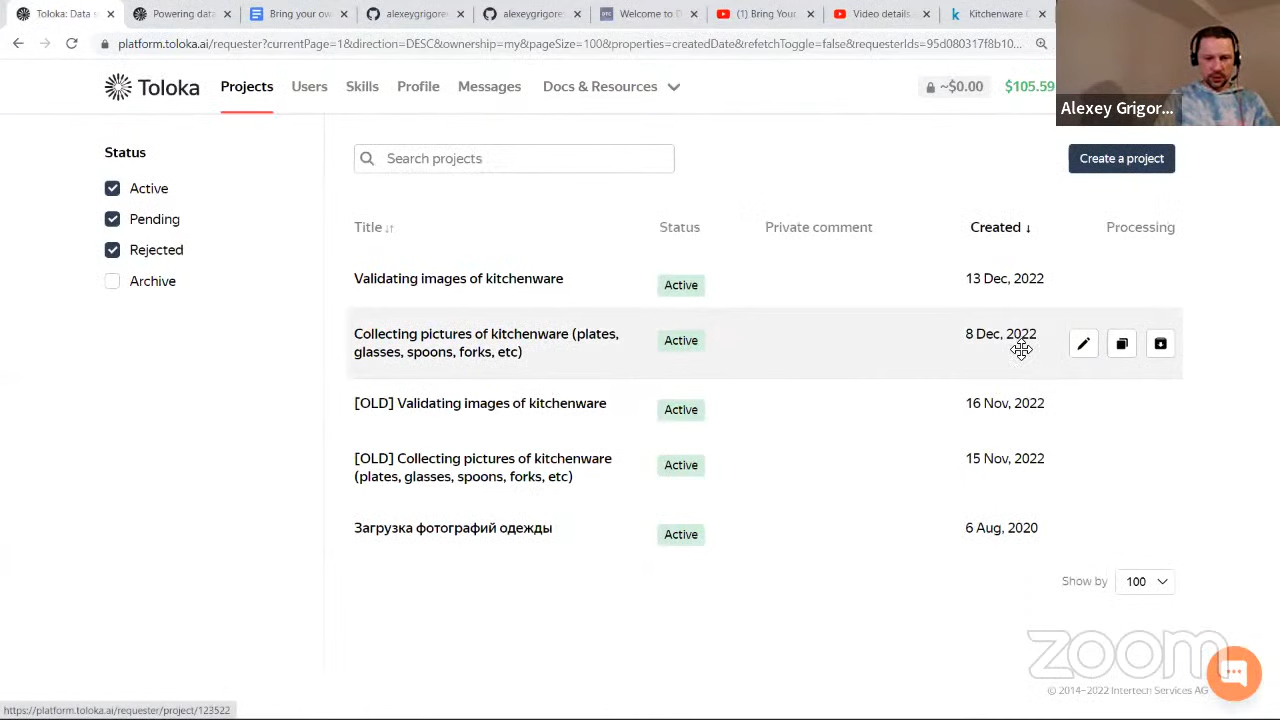 Toloka: Data
Powering dat
Bring your ow
alexeygrigore
alexeygrigore
DTC
Welcome to D
(1) Bring Your
Video details
Kitchenware C
platform.toloka.ai/requester?currentPage=1&direction=DESC&ownership=my&pageSize=100&properties=createdDate&refetchToggle=false&requesterIds=95d080317f8b10...
Toloka
Projects
Users
Skills
Profile
Messages
Docs & Resources
~$0.00
$105.59
Alexey Grigor...
Status
Active
Pending
Rejected
Archive
Search projects
Create a project
Title
Status
Private comment
Created ↓
Processing
Validating images of kitchenware
Active
13 Dec, 2022
Collecting pictures of kitchenware (plates,
glasses, spoons, forks, etc)
Active
8 Dec, 2022
[OLD] Validating images of kitchenware
Active
16 Nov, 2022
[OLD] Collecting pictures of kitchenware
(plates, glasses, spoons, forks, etc)
Active
15 Nov, 2022
Загрузка фотографий одежды
Active
6 Aug, 2020
Show by
100
zoom
© 2014–2022 Intertech Services AG
https://platform.toloka.ai/requester/project/123522